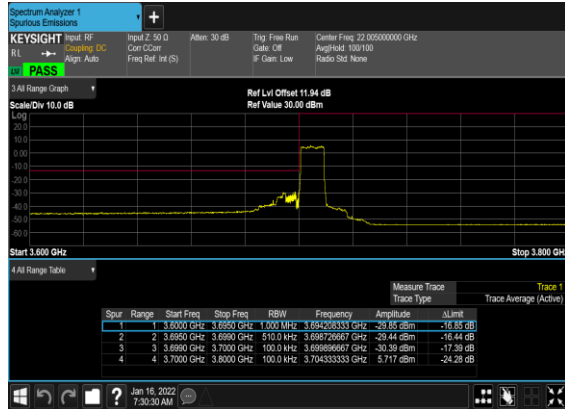 Spectrum Analyzer 1
Spurious Emissions
+
KEYSIGHT Input: RF Input Z: 50 Ω Atten: 30 dB Trig: Free Run Center Freq: 22.005000000 GHz
RL Coupling: DC Corr CCorr Gate: Off Avg|Hold: 100/100
Align: Auto Freq Ref: Int (S) IF Gain: Low Radio Std: None
LV PASS
3 All Range Graph
Ref Lvl Offset 11.94 dB
Scale/Div 10.0 dB Ref Value 30.00 dBm
Log
20.0
10.0
0.00
-10.0
-20.0
-30.0
-40.0
-50.0
-60.0
Start 3.600 GHz Stop 3.800 GHz
4 All Range Table
Measure Trace Trace 1
Trace Type Trace Average (Active)
Spur Range Start Freq Stop Freq RBW Frequency Amplitude ΔLimit
1 1 3.6000 GHz 3.6950 GHz 1.000 MHz 3.694208333 GHz -29.85 dBm -16.85 dB
2 2 3.6950 GHz 3.6990 GHz 510.0 kHz 3.698726667 GHz -29.44 dBm -16.44 dB
3 3 3.6990 GHz 3.7000 GHz 100.0 kHz 3.699896667 GHz -30.39 dBm -17.39 dB
4 4 3.7000 GHz 3.8000 GHz 100.0 kHz 3.704333333 GHz 5.717 dBm -24.28 dB
? Jan 16, 2022
7:30:30 AM